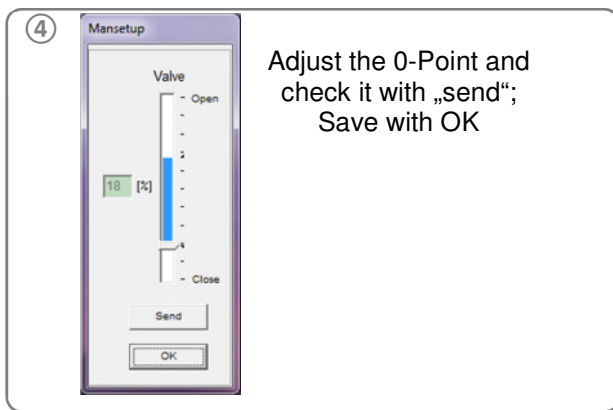 ④
Mansetup
Valve
Open
18 [%]
Close
Send
OK
Adjust the 0-Point and
check it with „send“;
Save with OK